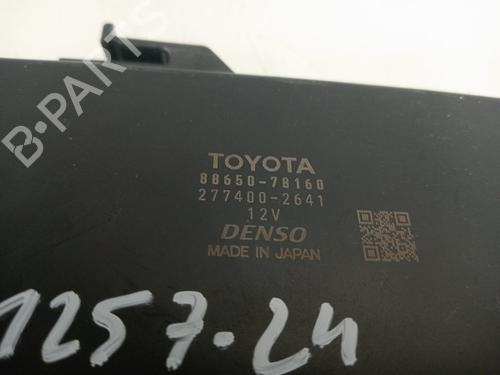 B-PARTS
TOYOTA
88650-78160
277400-2641
12V
DENSO
MADE IN JAPAN
1257.24